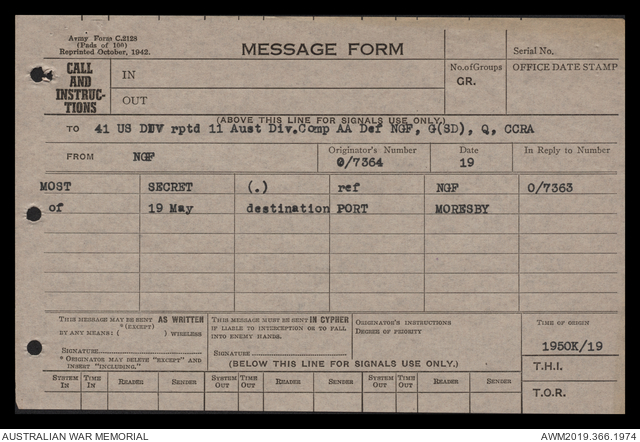 Army Form C.2128
(Pads of 100)
Reprinted October, 1942.
MESSAGE FORM
Serial No.
CALL AND INSTRUC-TIONS
IN
OUT
No. of Groups
GR.
OFFICE DATE STAMP
(ABOVE THIS LINE FOR SIGNALS USE ONLY.)
TO 41 US DIV rptd 11 Aust Div.Comp AA Def NGF, G(SD), Q, CCRA
FROM NGF
Originator's Number
0/7364
Date
19
In Reply to Number
MOST SECRET (.) ref NGF 0/7363
of 19 May destination PORT MORESBY
THIS MESSAGE MAY BE SENT AS WRITTEN
*(EXCEPT)
BY ANY MEANS: ( ) WIRELESS
SIGNATURE
* ORIGINATOR MAY DELETE "EXCEPT" AND
INSERT "INCLUDING."
THIS MESSAGE MUST BE SENT IN CYPHER
IF LIABLE TO INTERCEPTION OR TO FALL
INTO ENEMY HANDS.
SIGNATURE
ORIGINATOR'S INSTRUCTIONS
DEGREE OF PRIORITY
TIME OF ORIGIN
1950K/19
(BELOW THIS LINE FOR SIGNALS USE ONLY.)
T.H.I.
SYSTEM IN TIME IN READER SENDER SYSTEM OUT TIME OUT READER SENDER SYSTEM OUT TIME OUT READER SENDER
T.O.R.
AUSTRALIAN WAR MEMORIAL
AWM2019.366.1974